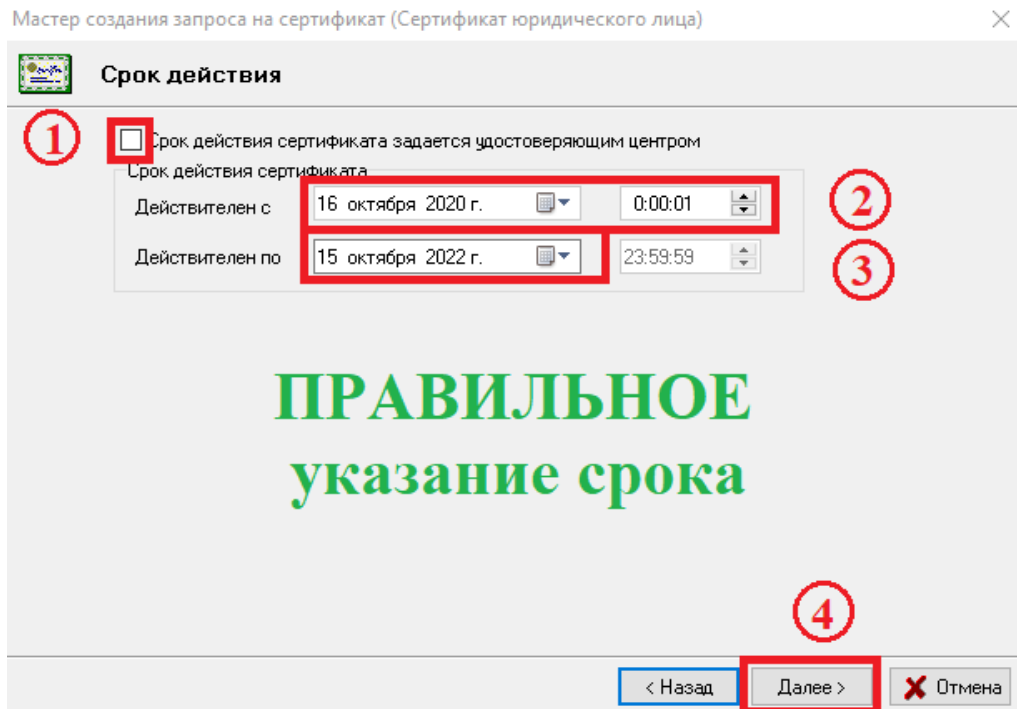 Мастер создания запроса на сертификат (Сертификат юридического лица)
Срок действия
1
Срок действия сертификата задается удостоверяющим центром
Срок действия сертификата
Действителен с 16 октября 2020 г. 0:00:01
2
Действителен по 15 октября 2022 г. 23:59:59
3
ПРАВИЛЬНОЕ
указание срока
4
< Назад Далее > Отмена